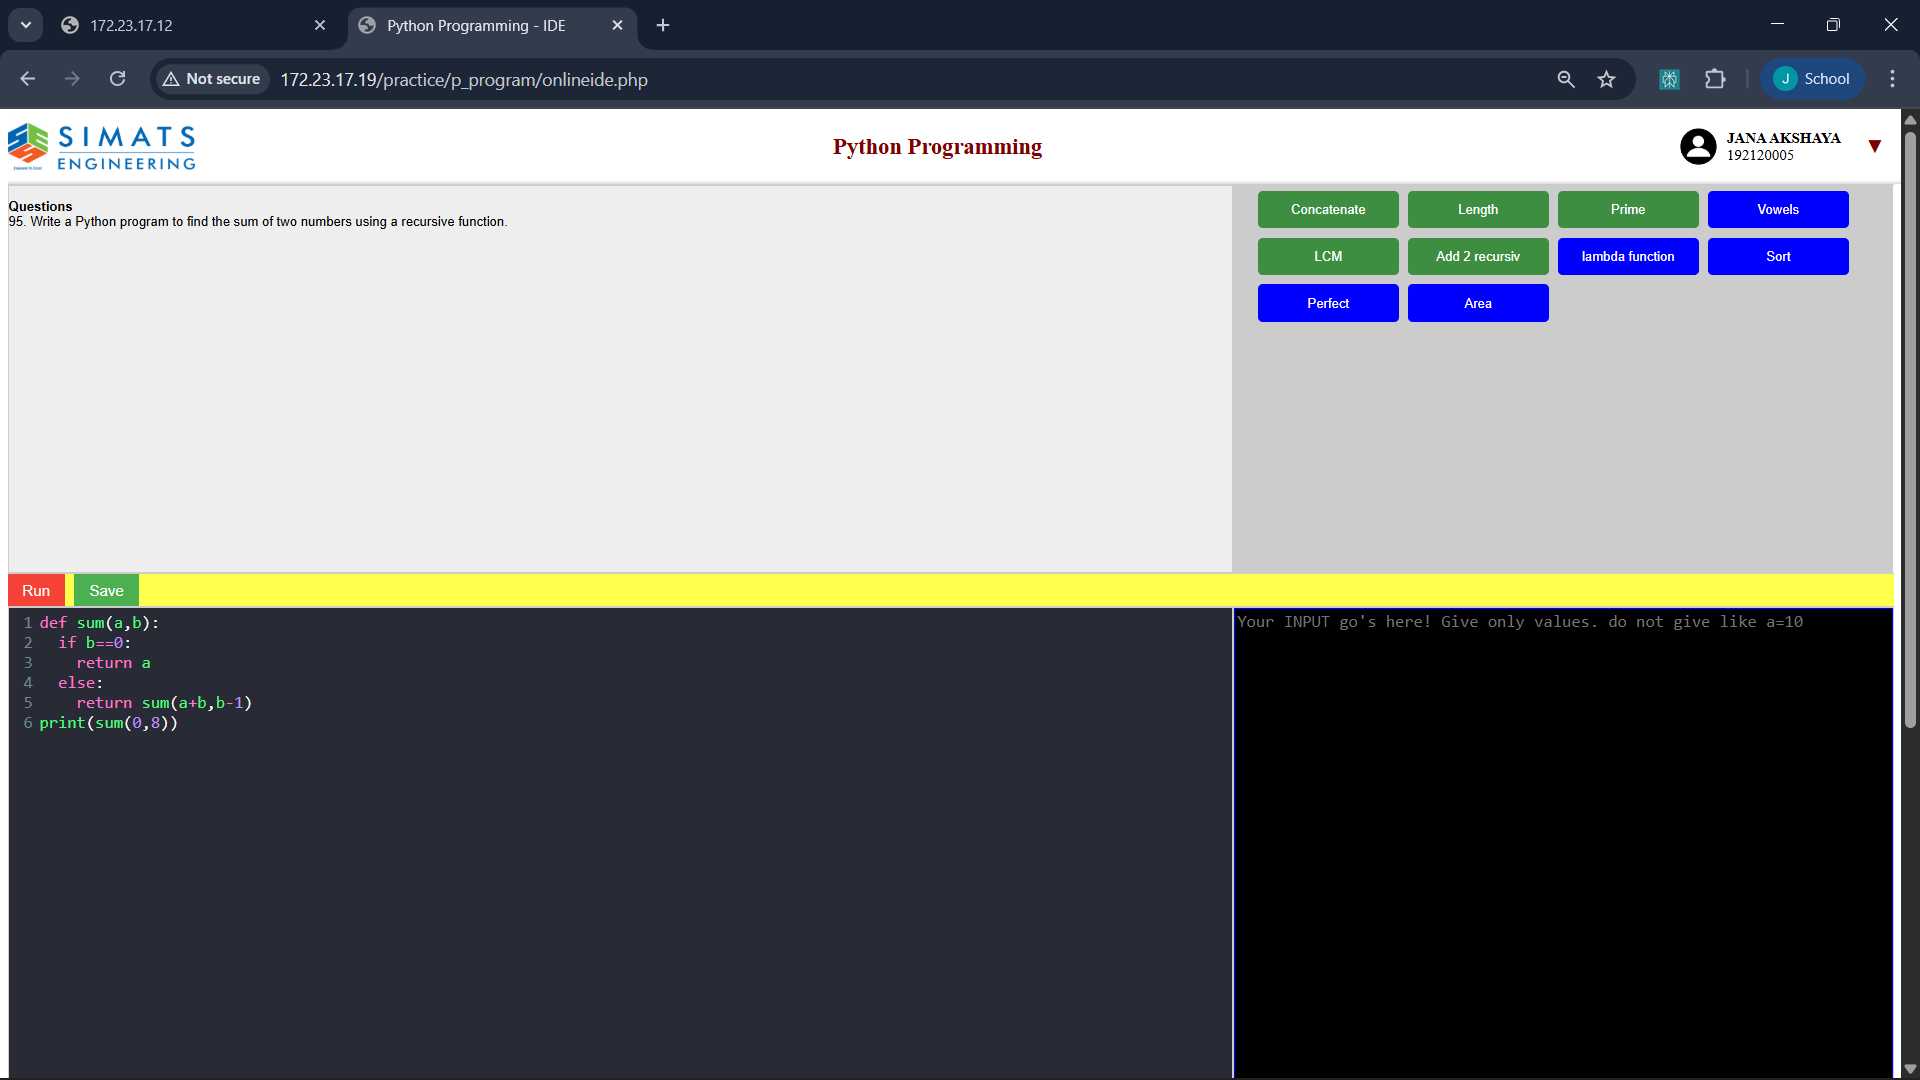 172.23.17.12
Python Programming - IDE
Not secure
172.23.17.19/practice/p_program/onlineide.php
J
School
SIMATS
ENGINEERING
Python Programming
JANA AKSHAYA
192120005
Questions
95. Write a Python program to find the sum of two numbers using a recursive function.
Concatenate
Length
Prime
Vowels
LCM
Add 2 recursiv
lambda function
Sort
Perfect
Area
Run
Save
1 def sum(a,b):
2 if b==0:
3 return a
4 else:
5 return sum(a+b,b-1)
6 print(sum(0,8))
Your INPUT go's here! Give only values. do not give like a=10